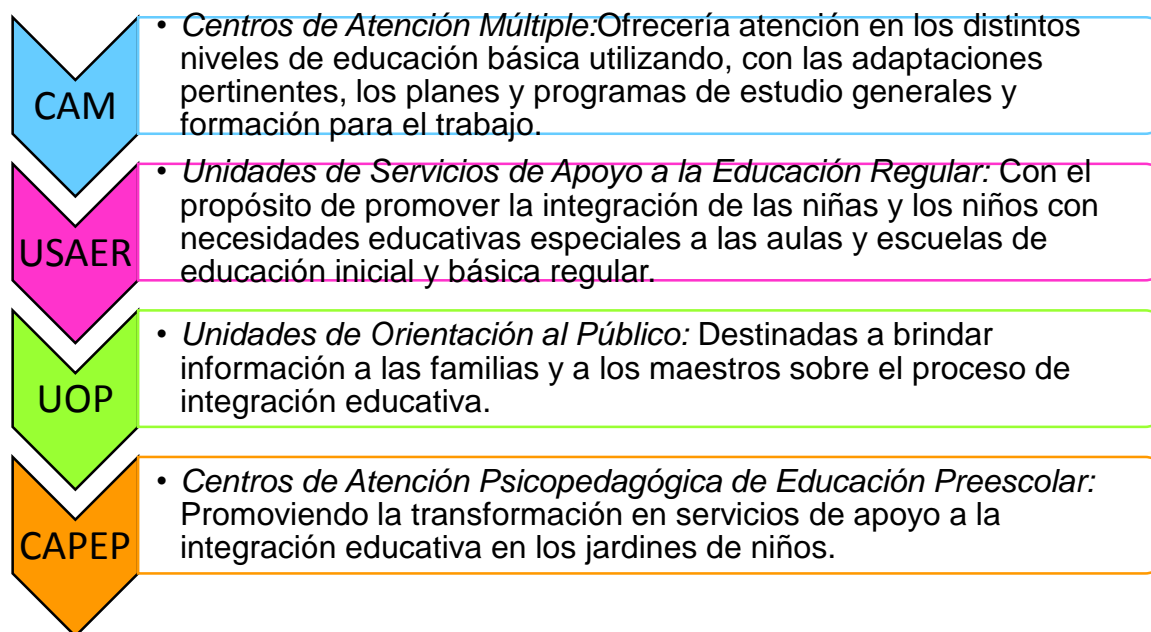 CAM
• Centros de Atención Múltiple:Ofrecería atención en los distintos
niveles de educación básica utilizando, con las adaptaciones
pertinentes, los planes y programas de estudio generales y
formación para el trabajo.
USAER
• Unidades de Servicios de Apoyo a la Educación Regular: Con el
propósito de promover la integración de las niñas y los niños con
necesidades educativas especiales a las aulas y escuelas de
educación inicial y básica regular.
UOP
• Unidades de Orientación al Público: Destinadas a brindar
información a las familias y a los maestros sobre el proceso de
integración educativa.
CAPEP
• Centros de Atención Psicopedagógica de Educación Preescolar:
Promoviendo la transformación en servicios de apoyo a la
integración educativa en los jardines de niños.